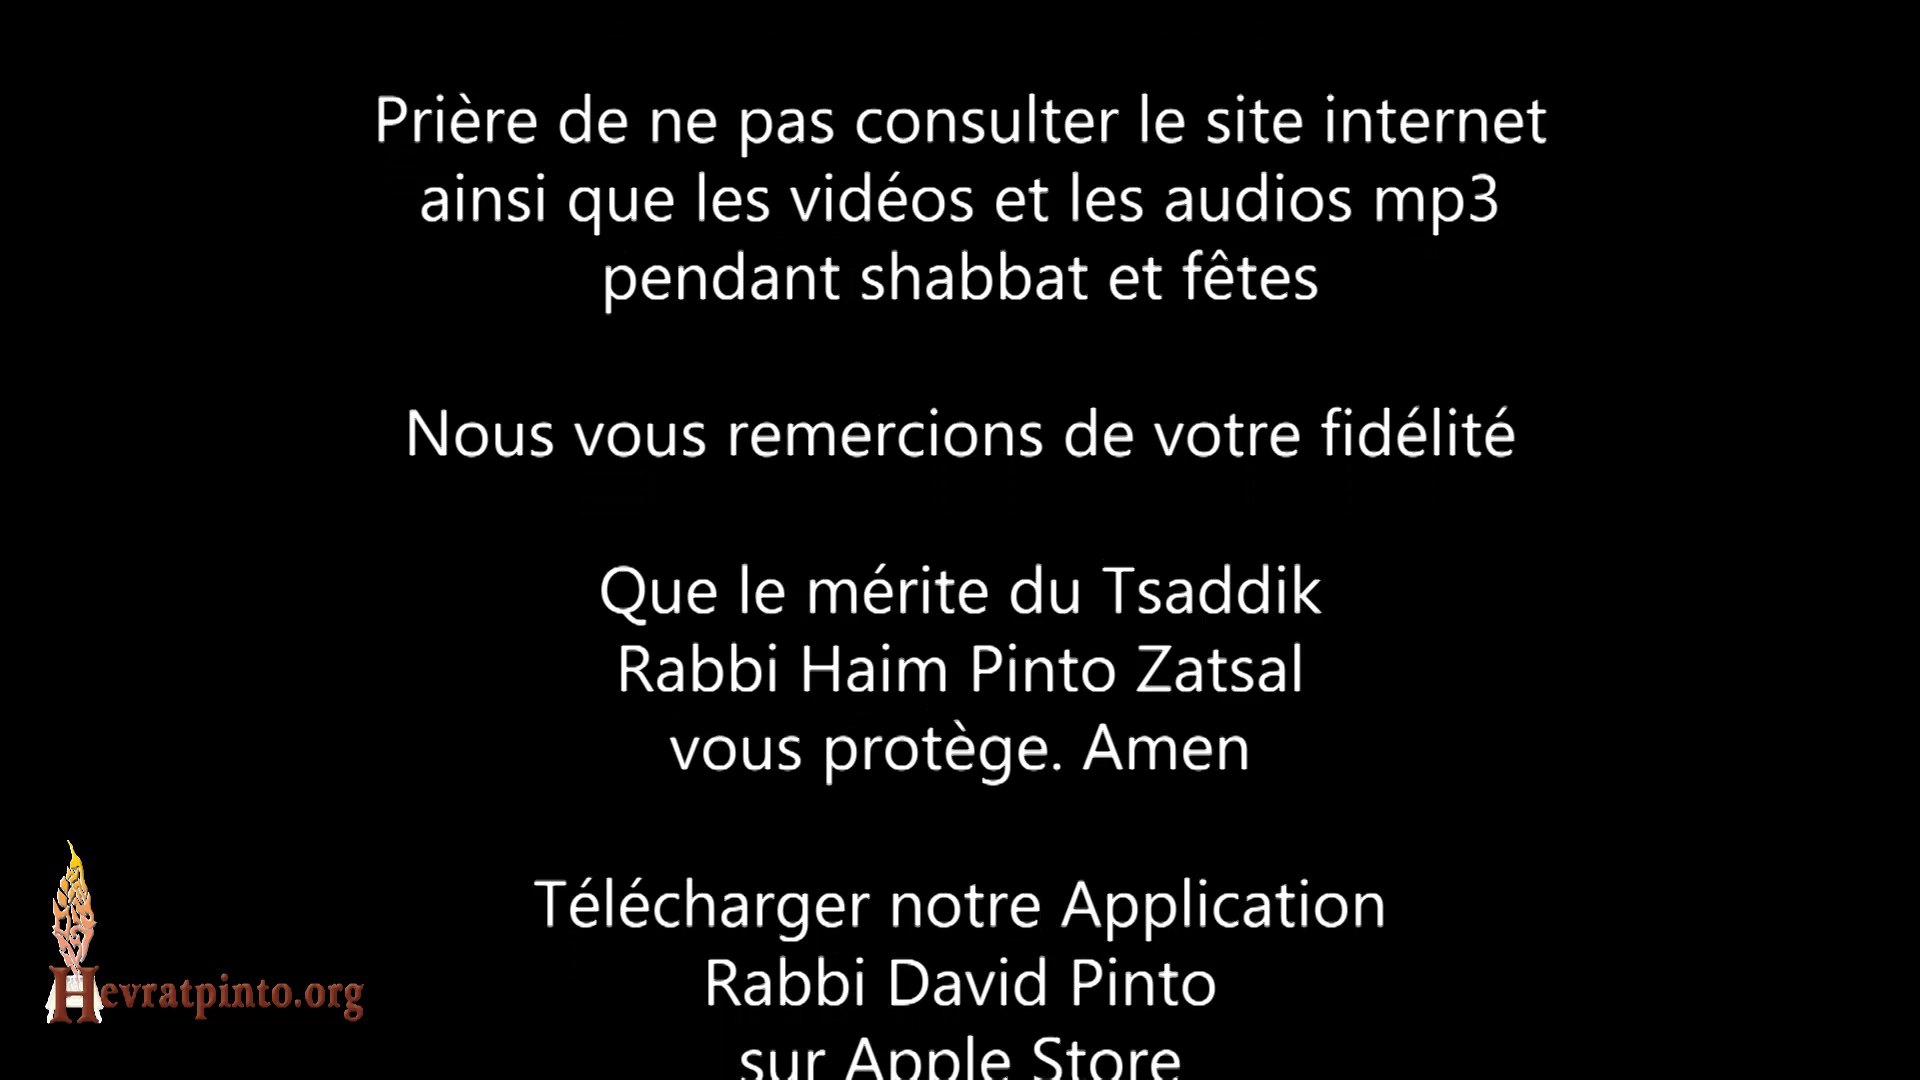 Prière de ne pas consulter le site internet
ainsi que les vidéos et les audios mp3
pendant shabbat et fêtes
Nous vous remercions de votre fidélité
Que le mérite du Tsaddik
Rabbi Haim Pinto Zatsal
vous protège. Amen
Télécharger notre Application
Rabbi David Pinto
sur Apple Store
Hevratpinto.org